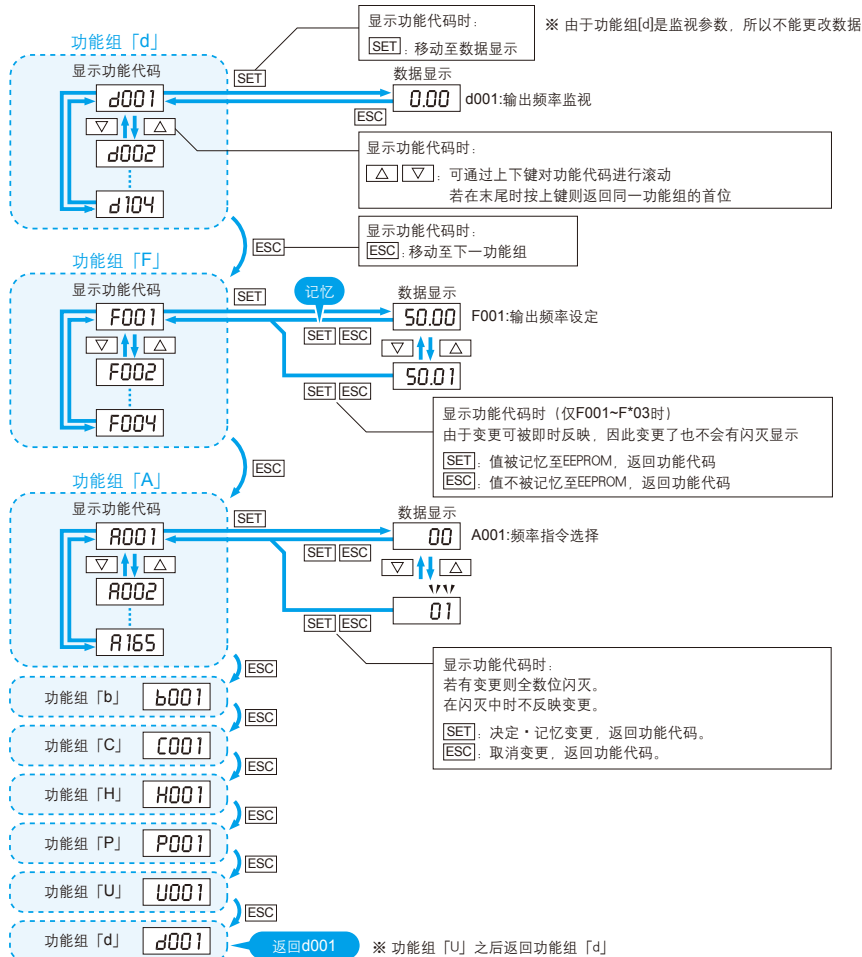 显示功能代码时：
SET：移动至数据显示
※ 由于功能组[d]是监视参数，所以不能更改数据
功能组「d」
显示功能代码
SET
数据显示
d001
0.00
d001:输出频率监视
ESC
▽ △
d002
显示功能代码时：
△ ▽：可通过上下键对功能代码进行滚动
若在末尾时按上键则返回同一功能组的首位
d104
显示功能代码时：
ESC：移动至下一功能组
ESC
功能组「F」
显示功能代码
SET
记忆
数据显示
F001
50.00
F001:输出频率设定
SET ESC
▽ △
▽ △
F002
50.01
SET ESC
F004
显示功能代码时（仅F001~F*03时）
由于变更可被即时反映，因此变更了也不会有闪灭显示
SET：值被记忆至EEPROM，返回功能代码
ESC：值不被记忆至EEPROM，返回功能代码
ESC
功能组「A」
显示功能代码
SET
数据显示
A001
00
A001:频率指令选择
SET ESC
▽ △
▽ △
A002
01
SET ESC
A165
显示功能代码时：
若有变更则全数位闪灭。
在闪灭中时不反映变更。
SET：决定・记忆变更，返回功能代码。
ESC：取消变更，返回功能代码。
ESC
功能组「b」 b001
ESC
功能组「C」 C001
ESC
功能组「H」 H001
ESC
功能组「P」 P001
ESC
功能组「U」 U001
ESC
功能组「d」 d001
返回d001
※ 功能组「U」之后返回功能组「d」